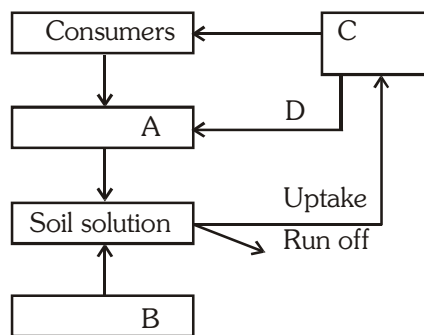 Consumers
C
A
D
Soil solution
Uptake
Run off
B